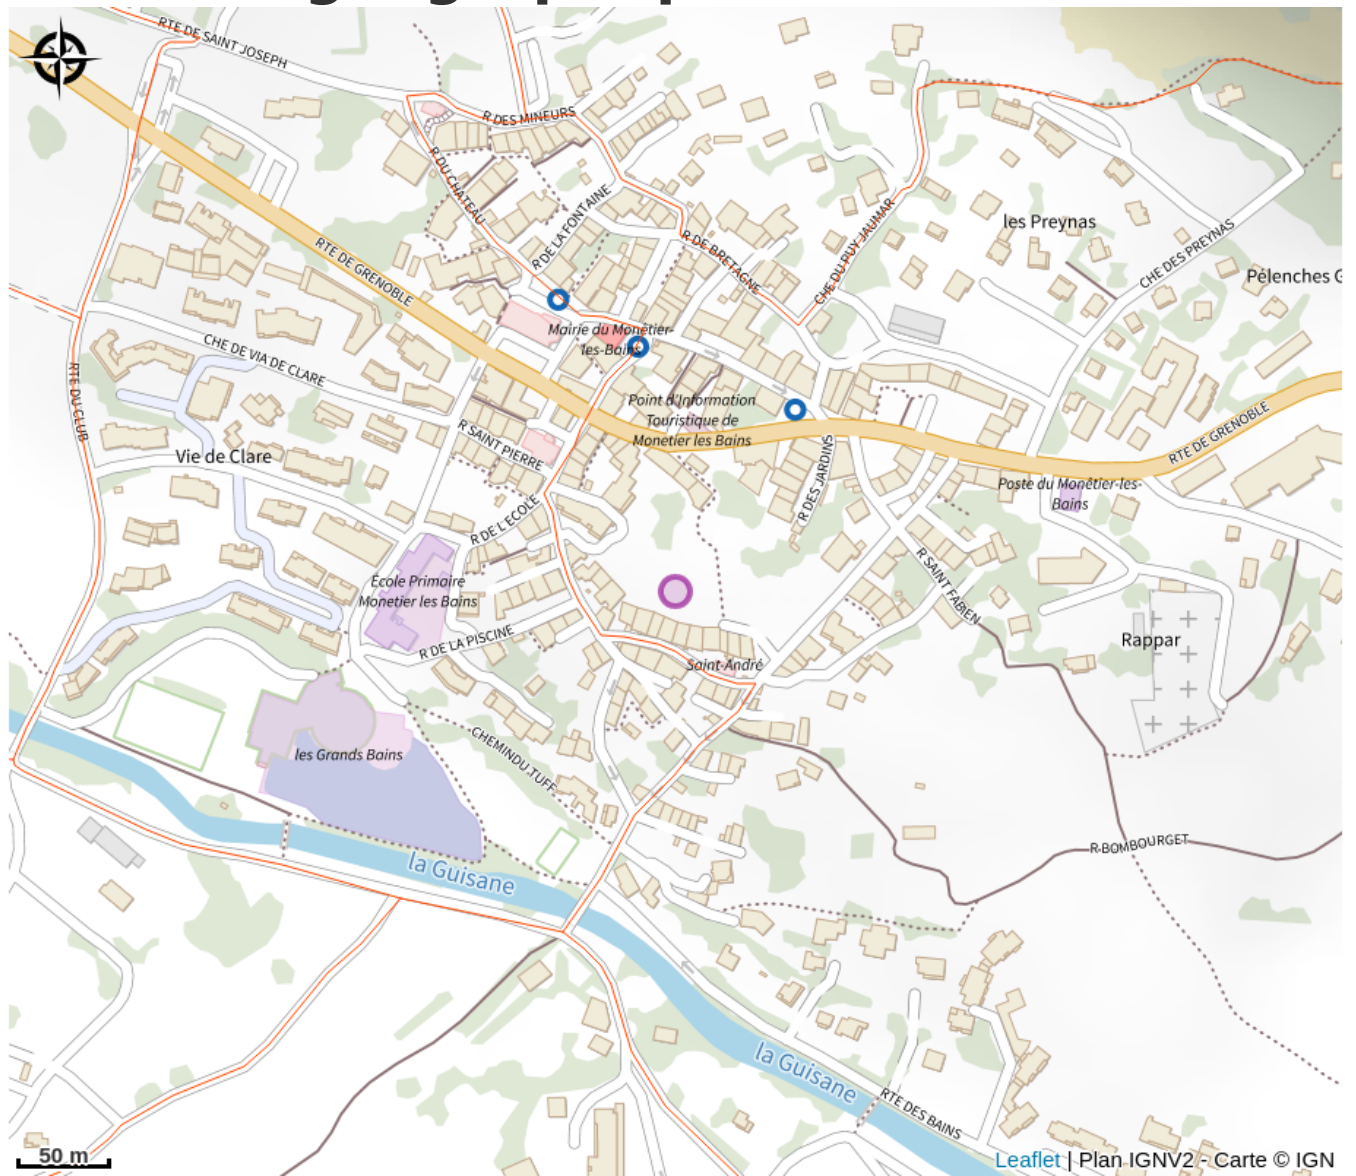 RTE DE SAINT JOSEPH
R DES MINEURS
R DU CHATEAU
R DE LA FONTAINE
R DE BRETAGNE
CHE DU PUY JAUMAR
les Preynas
CHE DES PREYNAS
Pélenches G
RTE DE GRENOBLE
Mairie du Monêtier-
les-Bains
CHE DE VIA DE CLARE
RTE DU CLUB
Point d'Information
Touristique de
Monetier les Bains
RTE DE GRENOBLE
Vie de Clare
R SAINT PIERRE
R DES JARDINS
Poste du Monêtier-les-
Bains
R DE L'ECOLE
École Primaire
Monetier les Bains
R SAINT FABIEN
Rappar
R DE LA PISCINE
Saint-André
les Grands Bains
CHEMIN DU TUFF
R BOMBOURGET
la Guisane
la Guisane
RTE DES BAINS
50 m
Leaflet | Plan IGNV2 - Carte © IGN